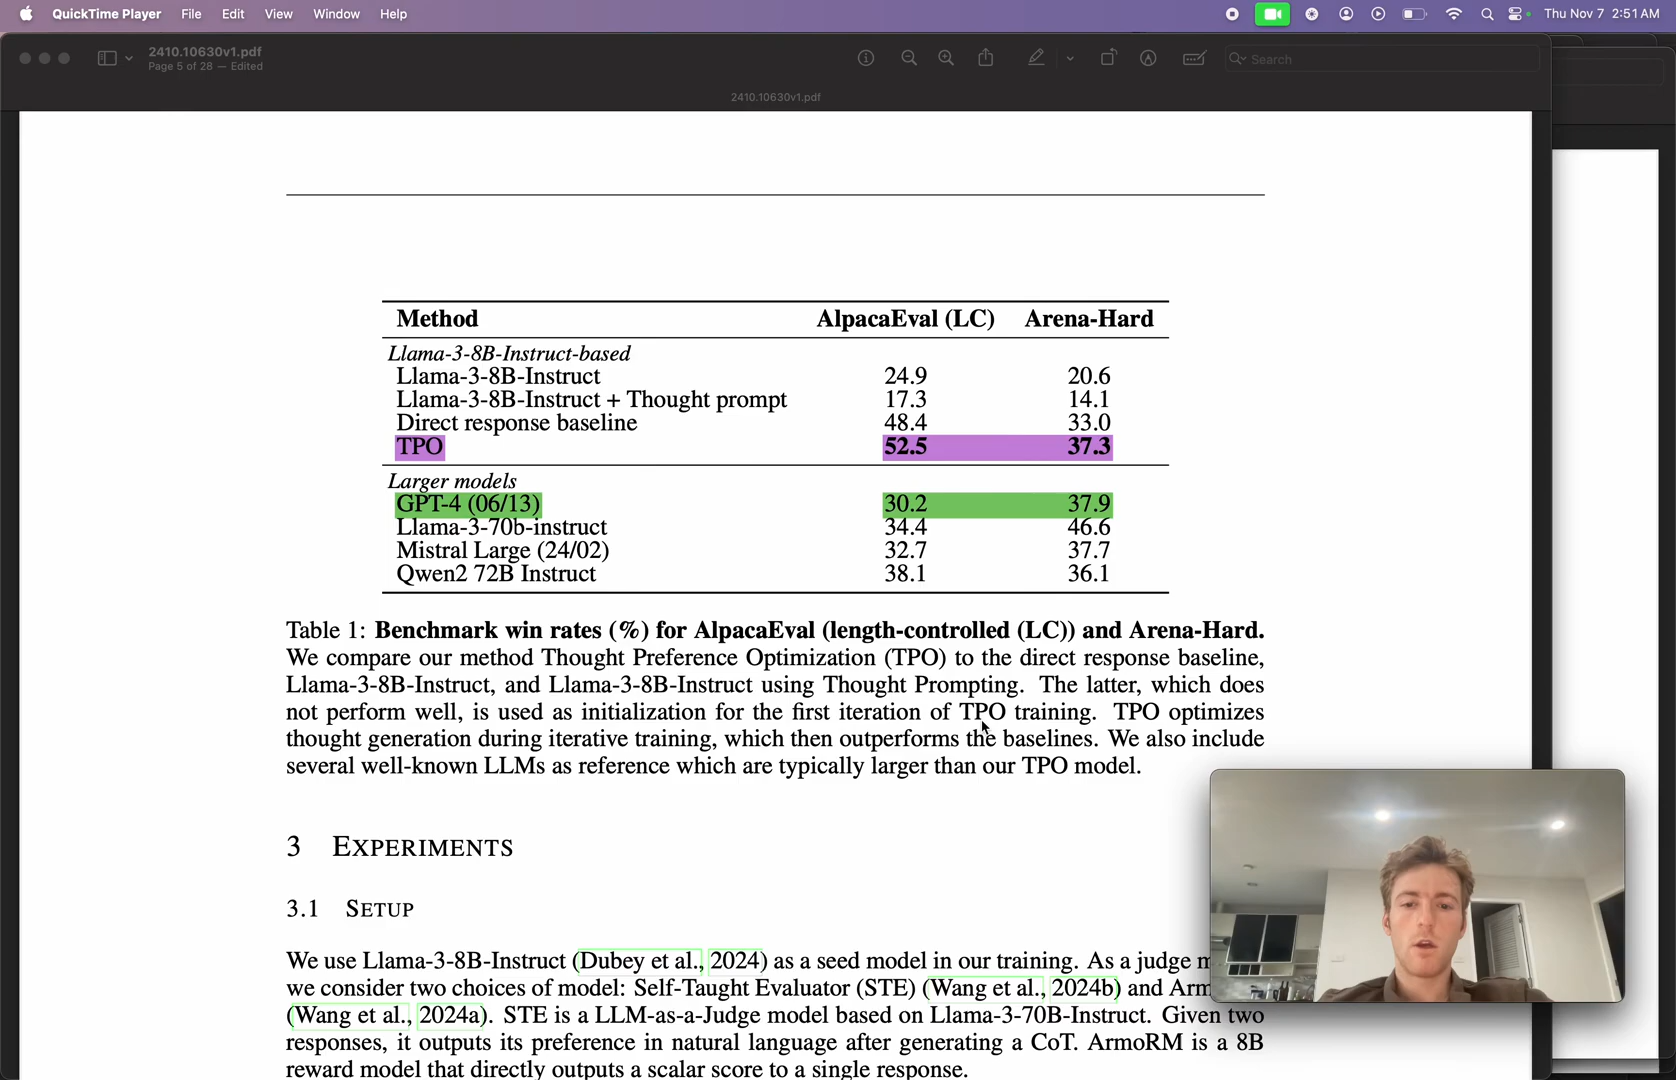 QuickTime Player File Edit View Window Help Thu Nov 7 2:51 AM
2410.10630v1.pdf
Page 5 of 28 — Edited
Search
2410.10630v1.pdf
Method AlpacaEval (LC) Arena-Hard
Llama-3-8B-Instruct-based
Llama-3-8B-Instruct 24.9 20.6
Llama-3-8B-Instruct + Thought prompt 17.3 14.1
Direct response baseline 48.4 33.0
TPO 52.5 37.3
Larger models
GPT-4 (06/13) 30.2 37.9
Llama-3-70b-instruct 34.4 46.6
Mistral Large (24/02) 32.7 37.7
Qwen2 72B Instruct 38.1 36.1
Table 1: Benchmark win rates (%) for AlpacaEval (length-controlled (LC)) and Arena-Hard.
We compare our method Thought Preference Optimization (TPO) to the direct response baseline,
Llama-3-8B-Instruct, and Llama-3-8B-Instruct using Thought Prompting. The latter, which does
not perform well, is used as initialization for the first iteration of TPO training. TPO optimizes
thought generation during iterative training, which then outperforms the baselines. We also include
several well-known LLMs as reference which are typically larger than our TPO model.
3 EXPERIMENTS
3.1 SETUP
We use Llama-3-8B-Instruct (Dubey et al., 2024) as a seed model in our training. As a judge
we consider two choices of model: Self-Taught Evaluator (STE) (Wang et al., 2024b) and
(Wang et al., 2024a). STE is a LLM-as-a-Judge model based on Llama-3-70B-Instruct. Given two
responses, it outputs its preference in natural language after generating a CoT. ArmoRM is a 8B
reward model that directly outputs a scalar score to a single response.